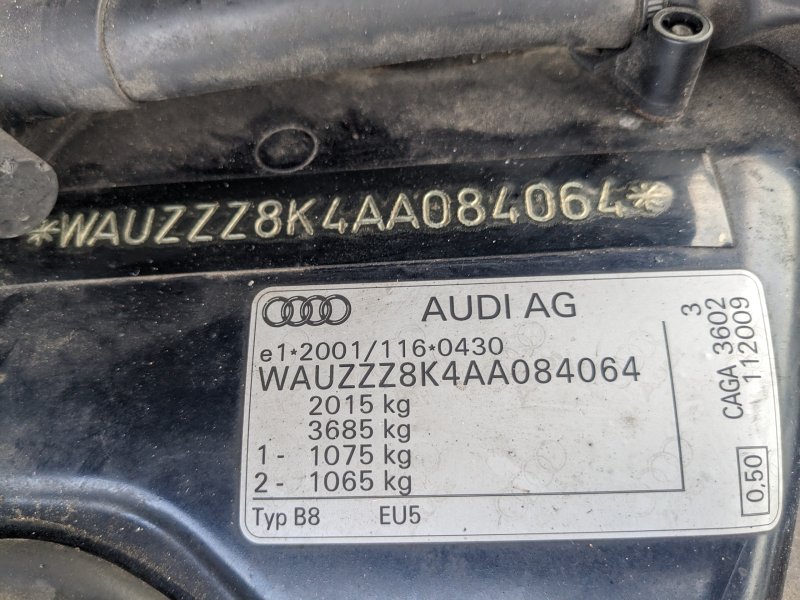 *WAUZZZ8K4AA084064*
AUDI AG
e1*2001/116*0430
WAUZZZ8K4AA084064
2015 kg
3685 kg
1 - 1075 kg
2 - 1065 kg
Typ B8 EU5
3
CAGA 3602
112009
0,50